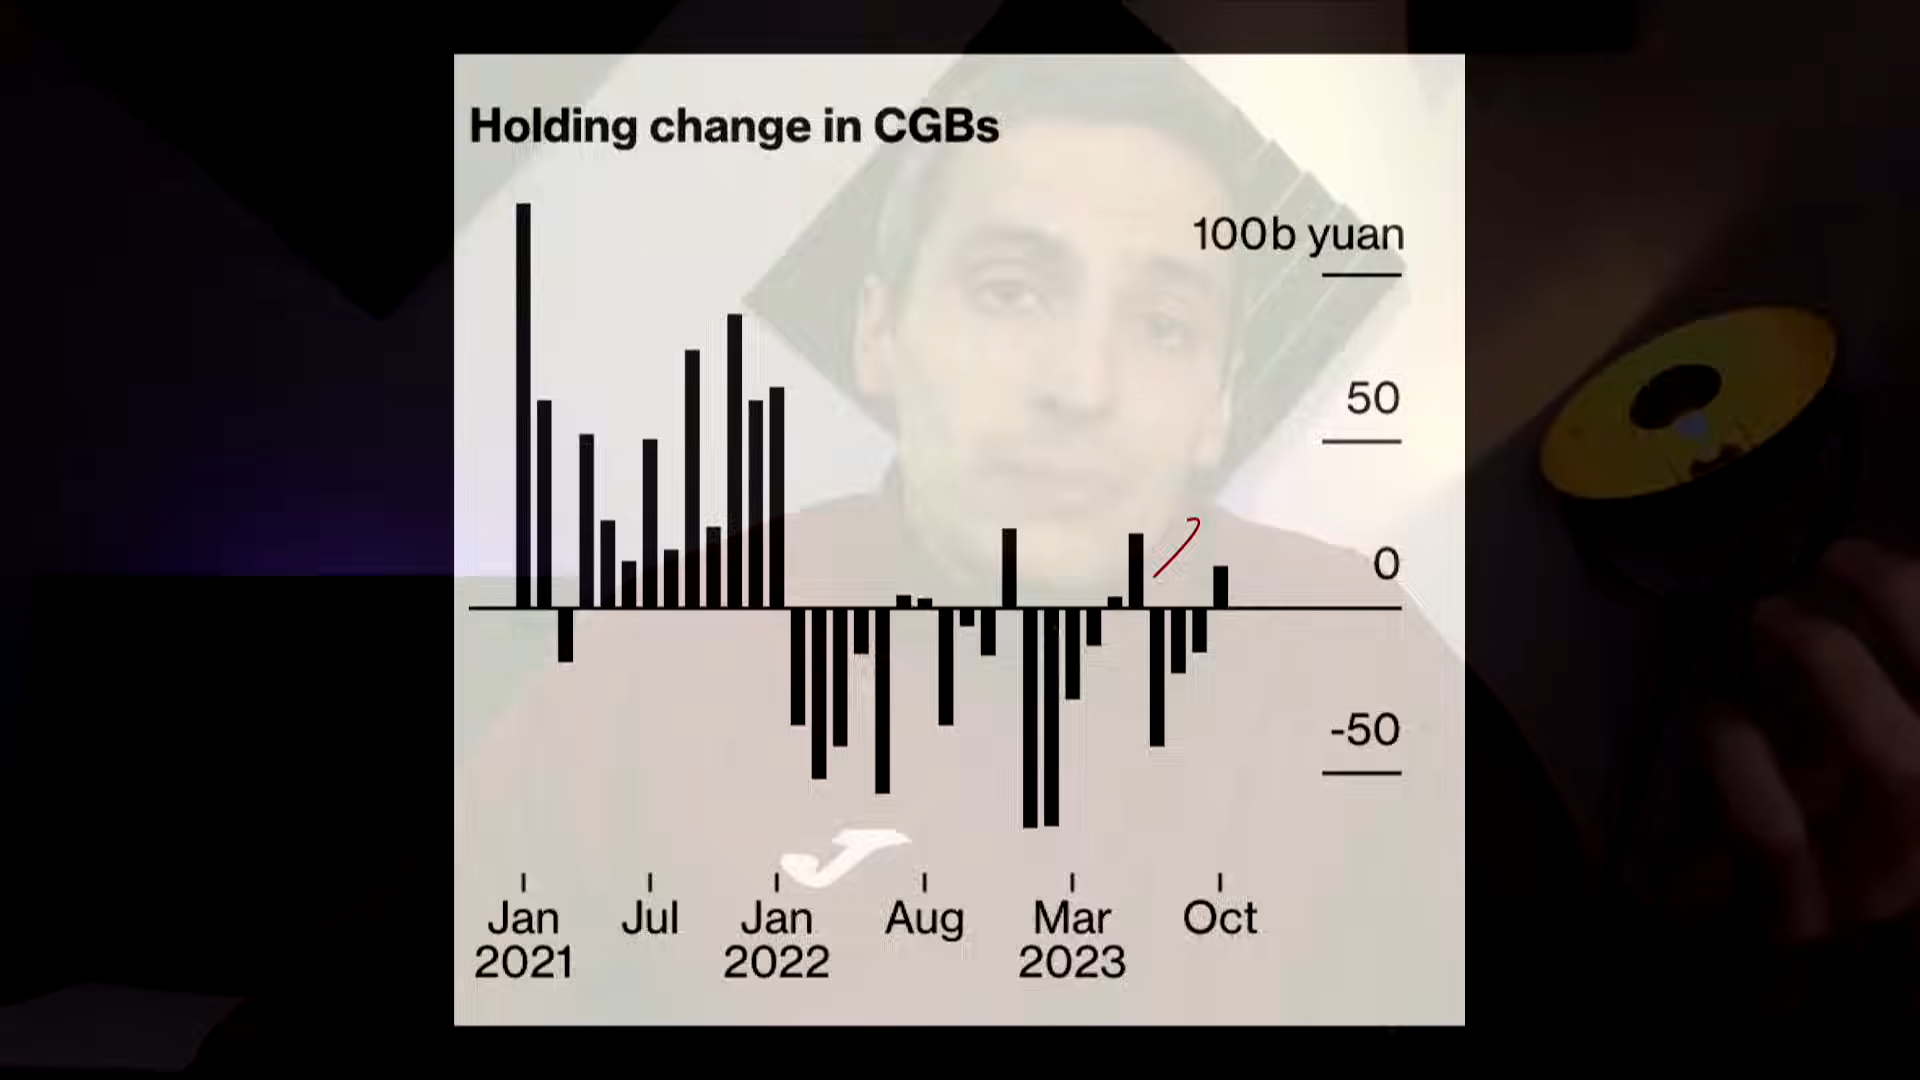 Holding change in CGBs
100b yuan
50
0
-50
Jan Jul Jan Aug Mar Oct
2021 2022 2023